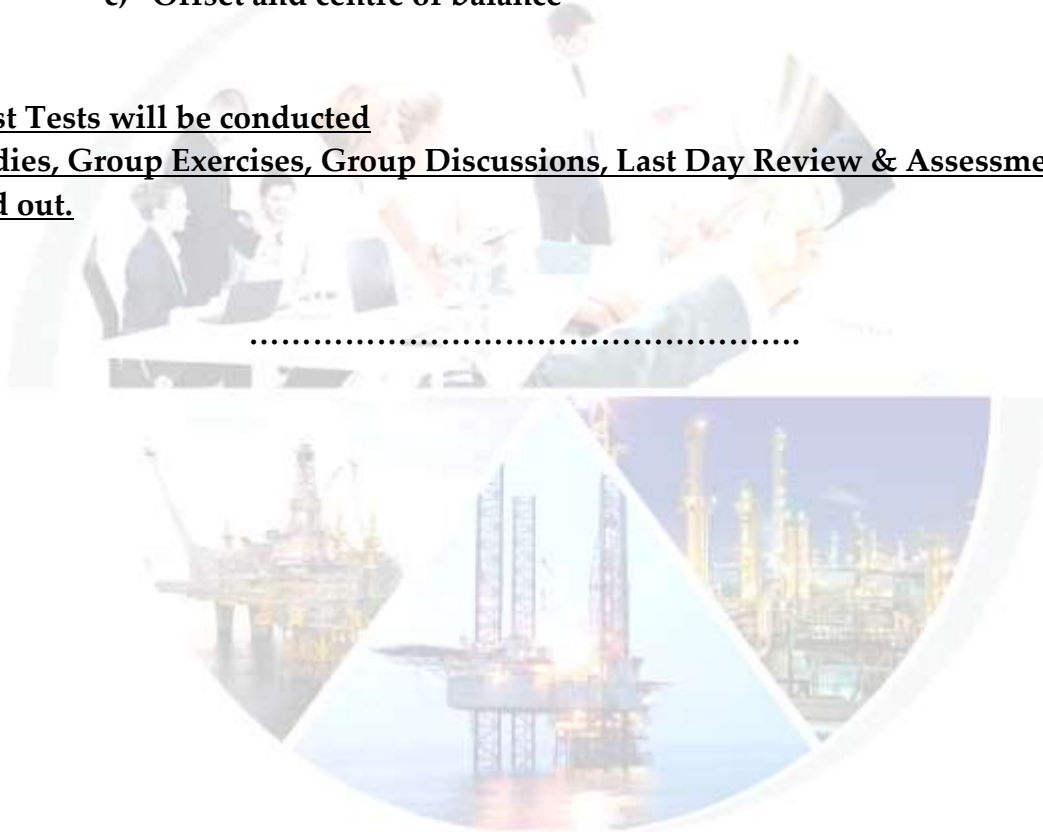 c) Offset and centre of balance
st Tests will be conducted
dies, Group Exercises, Group Discussions, Last Day Review & Assessme
d out.
……………………………………………….